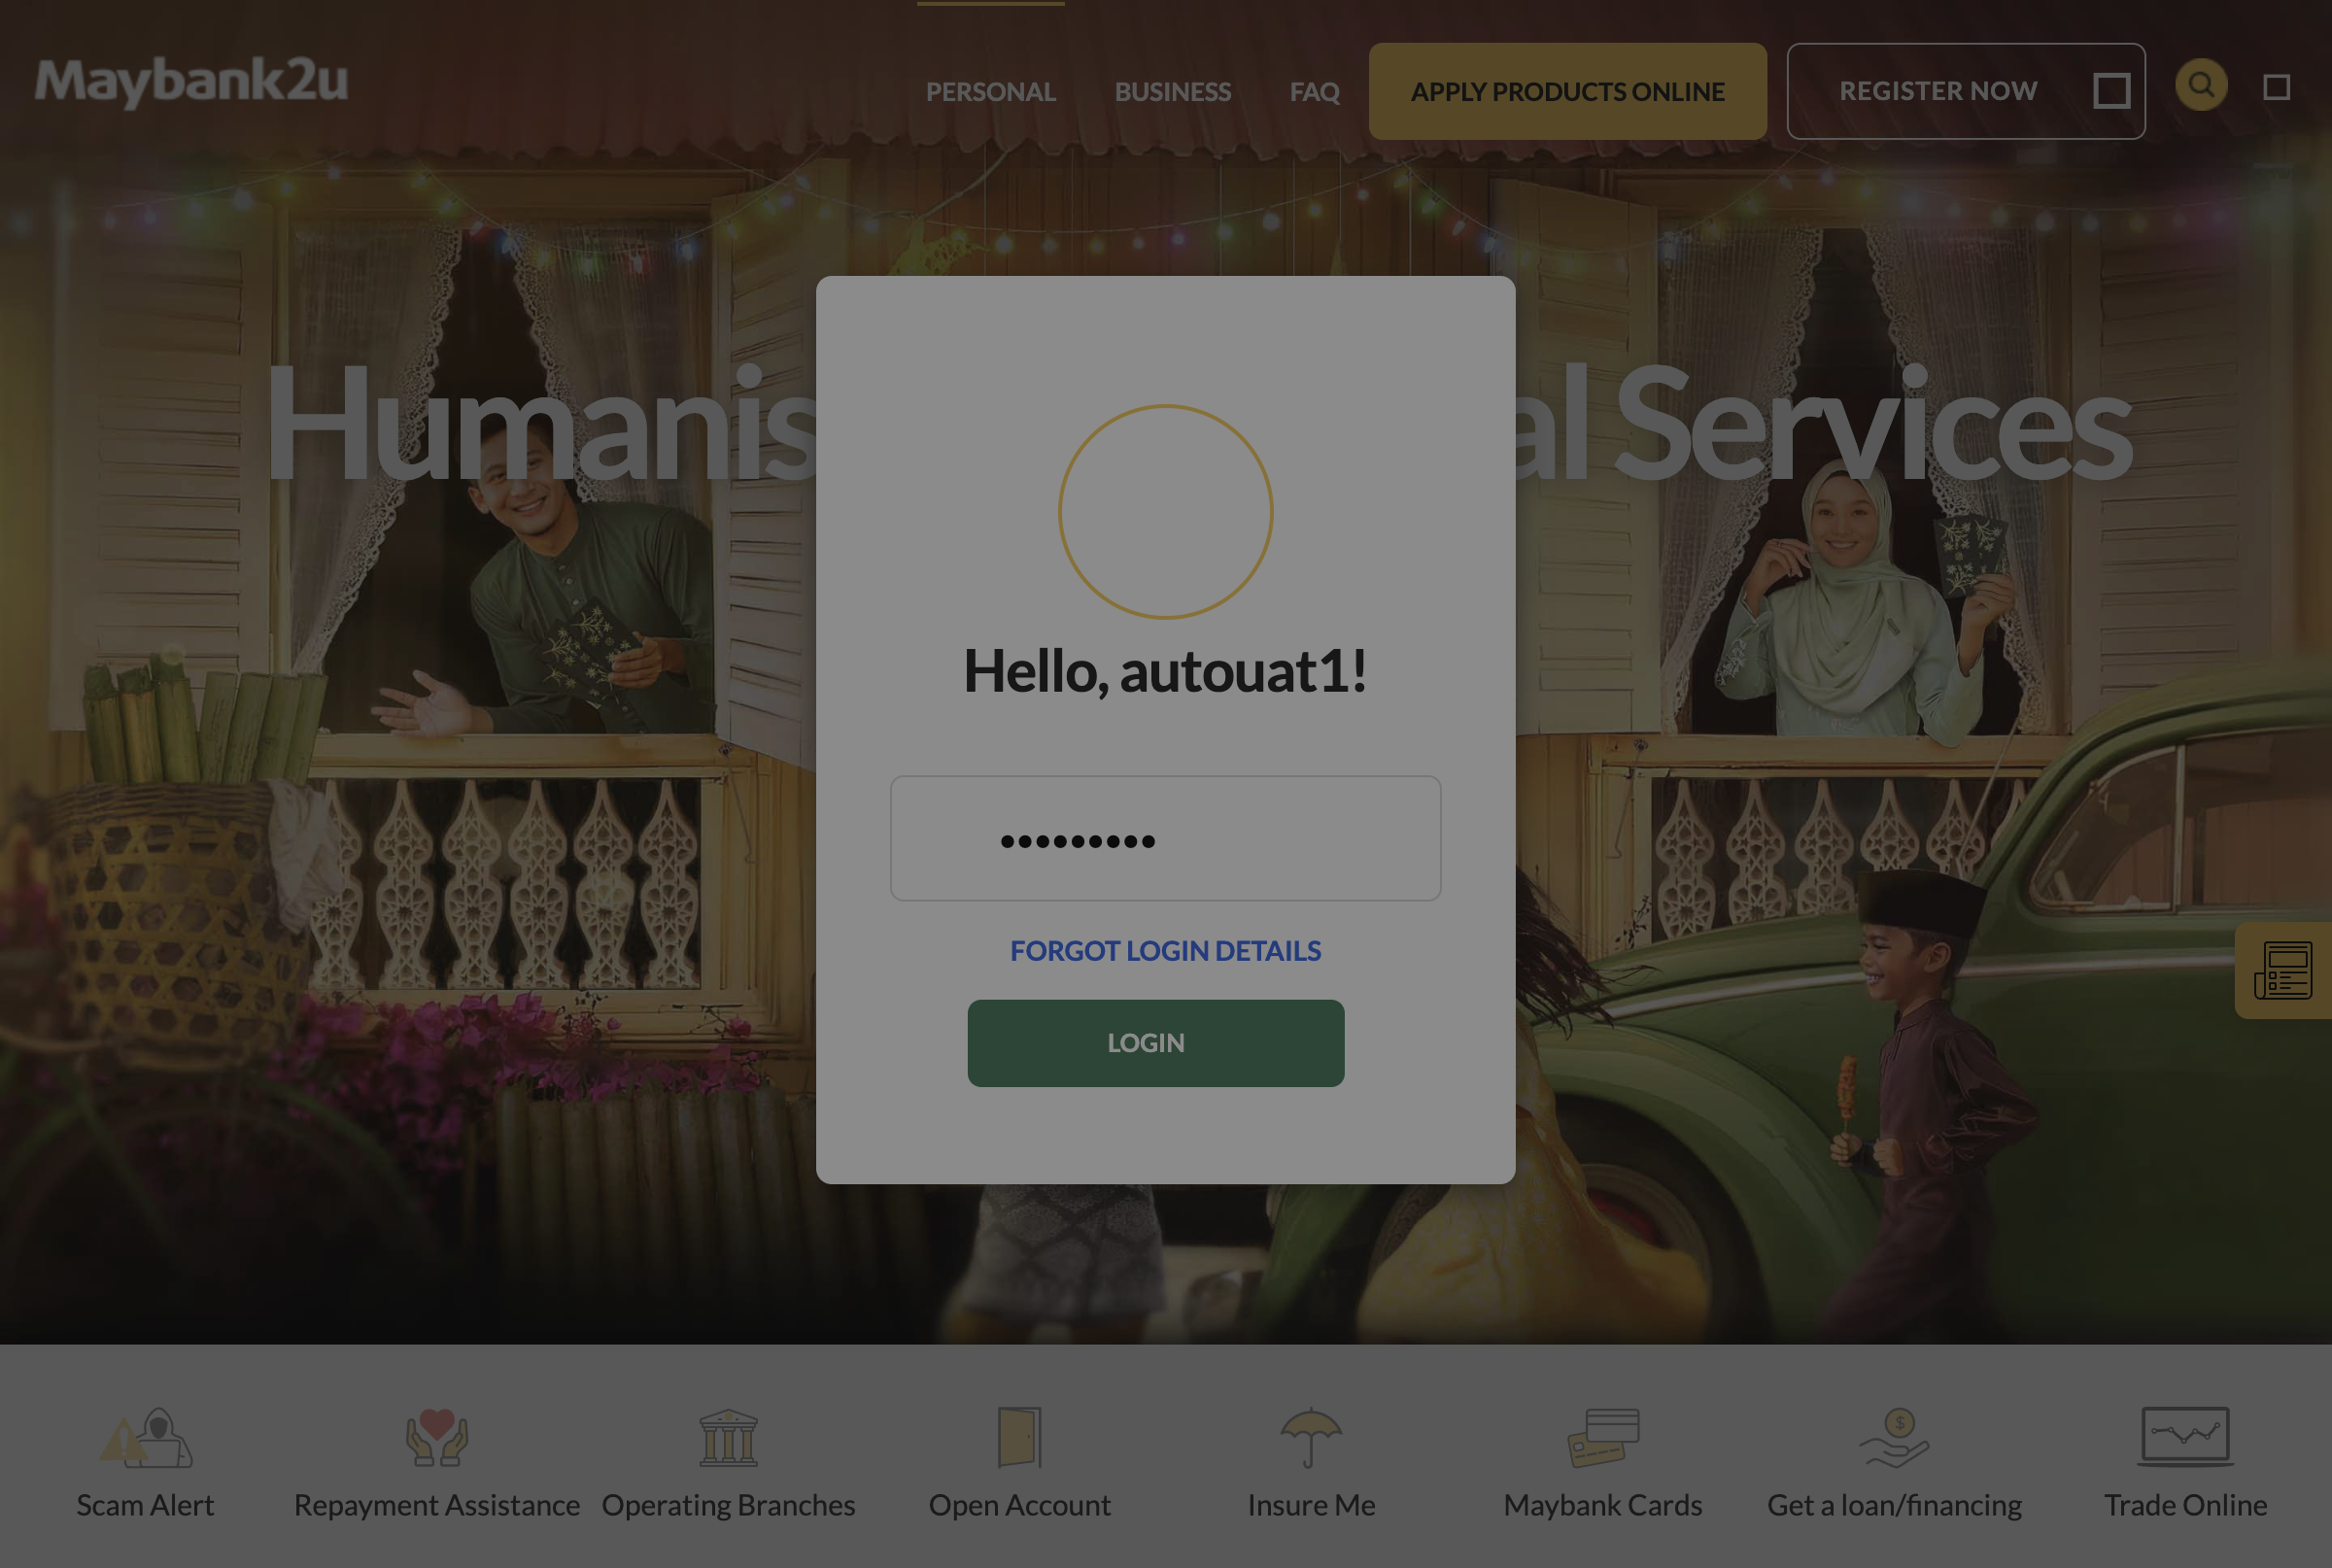 Maybank2u
PERSONAL
BUSINESS
FAQ
APPLY PRODUCTS ONLINE
REGISTER NOW
Humanis
al Services
Hello, autouat1!
•••••••••
FORGOT LOGIN DETAILS
LOGIN
Scam Alert
Repayment Assistance
Operating Branches
Open Account
Insure Me
Maybank Cards
Get a loan/financing
Trade Online